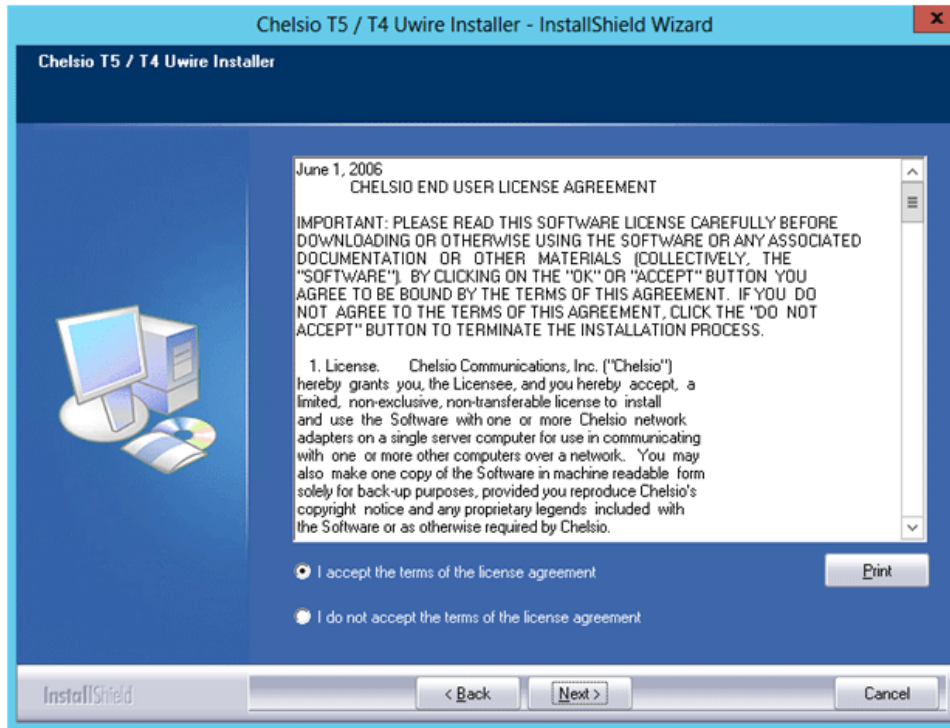 Chelsio T5 / T4 Uwire Installer - InstallShield Wizard
x
Chelsio T5 / T4 Uwire Installer
June 1, 2006
CHELSIO END USER LICENSE AGREEMENT
IMPORTANT: PLEASE READ THIS SOFTWARE LICENSE CAREFULLY BEFORE
DOWNLOADING OR OTHERWISE USING THE SOFTWARE OR ANY ASSOCIATED
DOCUMENTATION OR OTHER MATERIALS (COLLECTIVELY, THE
"SOFTWARE"). BY CLICKING ON THE "OK" OR "ACCEPT" BUTTON YOU
AGREE TO BE BOUND BY THE TERMS OF THIS AGREEMENT. IF YOU DO
NOT AGREE TO THE TERMS OF THIS AGREEMENT, CLICK THE "DO NOT
ACCEPT" BUTTON TO TERMINATE THE INSTALLATION PROCESS.
1. License. Chelsio Communications, Inc. ("Chelsio")
hereby grants you, the Licensee, and you hereby accept, a
limited, non-exclusive, non-transferable license to install
and use the Software with one or more Chelsio network
adapters on a single server computer for use in communicating
with one or more other computers over a network. You may
also make one copy of the Software in machine readable form
solely for back-up purposes, provided you reproduce Chelsio's
copyright notice and any proprietary legends included with
the Software or as otherwise required by Chelsio.
I accept the terms of the license agreement
Print
I do not accept the terms of the license agreement
InstallShield
< Back
Next >
Cancel